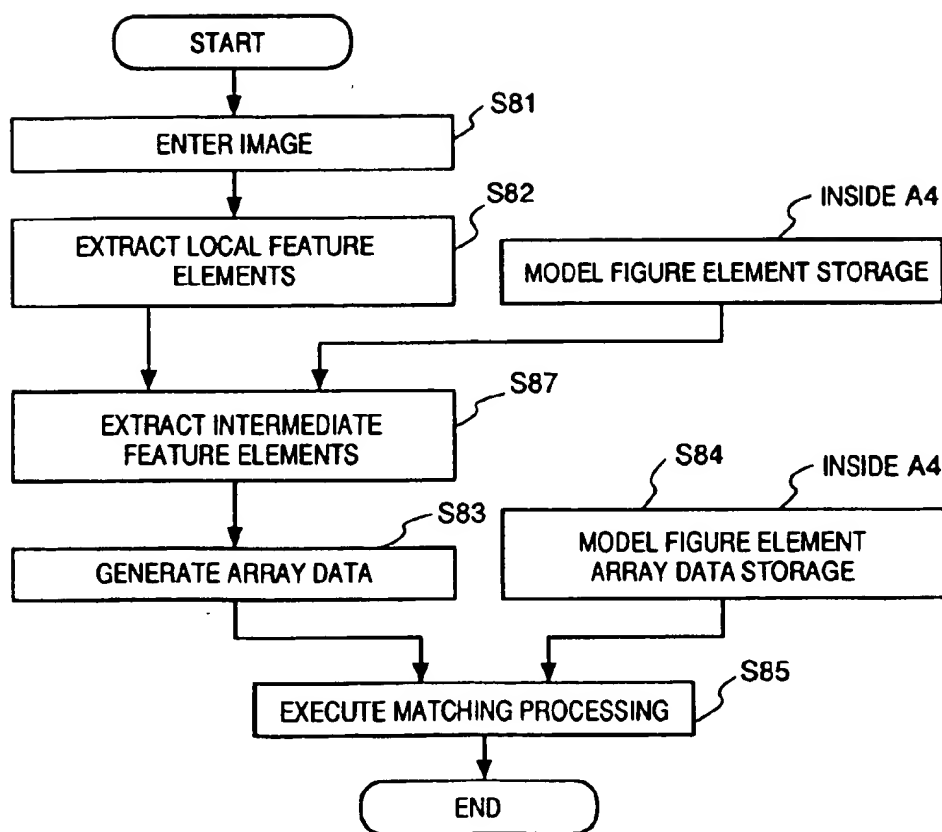 START
S81
ENTER IMAGE
S82
EXTRACT LOCAL FEATURE
ELEMENTS
INSIDE A4
MODEL FIGURE ELEMENT STORAGE
S87
EXTRACT INTERMEDIATE
FEATURE ELEMENTS
S83
GENERATE ARRAY DATA
S84
INSIDE A4
MODEL FIGURE ELEMENT
ARRAY DATA STORAGE
S85
EXECUTE MATCHING PROCESSING
END